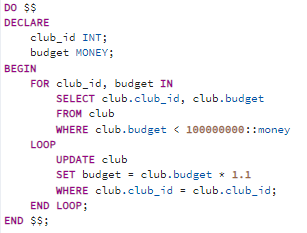 DO $$
DECLARE
    club_id INT;
    budget MONEY;
BEGIN
    FOR club_id, budget IN
        SELECT club.club_id, club.budget
        FROM club
        WHERE club.budget < 100000000::money
    LOOP
        UPDATE club
        SET budget = club.budget * 1.1
        WHERE club.club_id = club.club_id;
    END LOOP;
END $$;